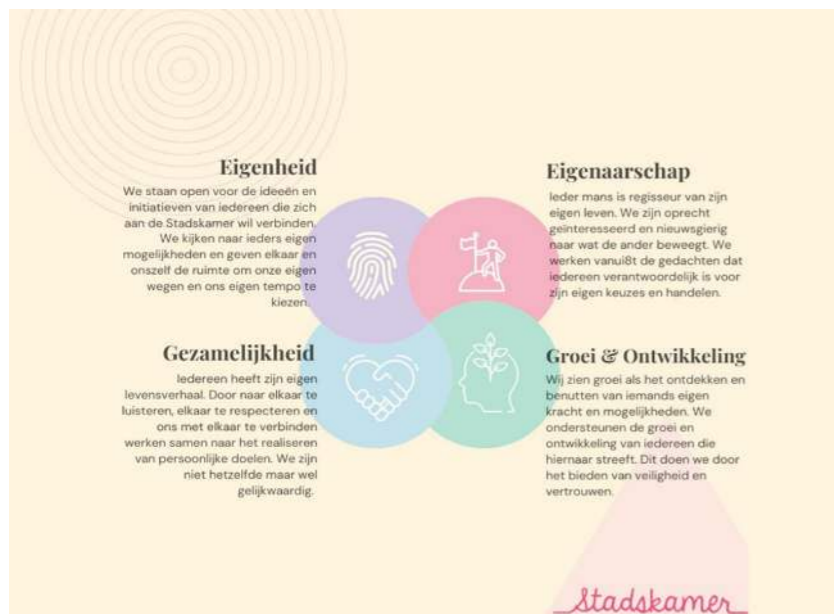 Eigenheid
We staan open voor de ideeën en
initiatieven van iedereen die zich
aan de Stadskamer wil verbinden.
We kijken naar ieders eigen
mogelijkheden en geven elkaar en
onszelf de ruimte om onze eigen
wegen en ons eigen tempo te
kiezen.
Eigenaarschap
Ieder mans is regisseur van zijn
eigen leven. We zijn oprecht
geïnteresseerd en nieuwsgierig
naar wat de ander beweegt. We
werken vanui8t de gedachten dat
iedereen verantwoordelijk is voor
zijn eigen keuzes en handelen.
Gezamelijkheid
Iedereen heeft zijn eigen
levensverhaal. Door naar elkaar te
luisteren, elkaar te respecteren en
ons met elkaar te verbinden
werken samen naar het realiseren
van persoonlijke doelen. We zijn
niet hetzelfde maar wel
gelijkwaardig.
Groei & Ontwikkeling
Wij zien groei als het ontdekken en
benutten van iemands eigen
kracht en mogelijkheden. We
ondersteunen de groei en
ontwikkeling van iedereen die
hiernaar streeft. Dit doen we door
het bieden van veiligheid en
vertrouwen.
Stadskamer